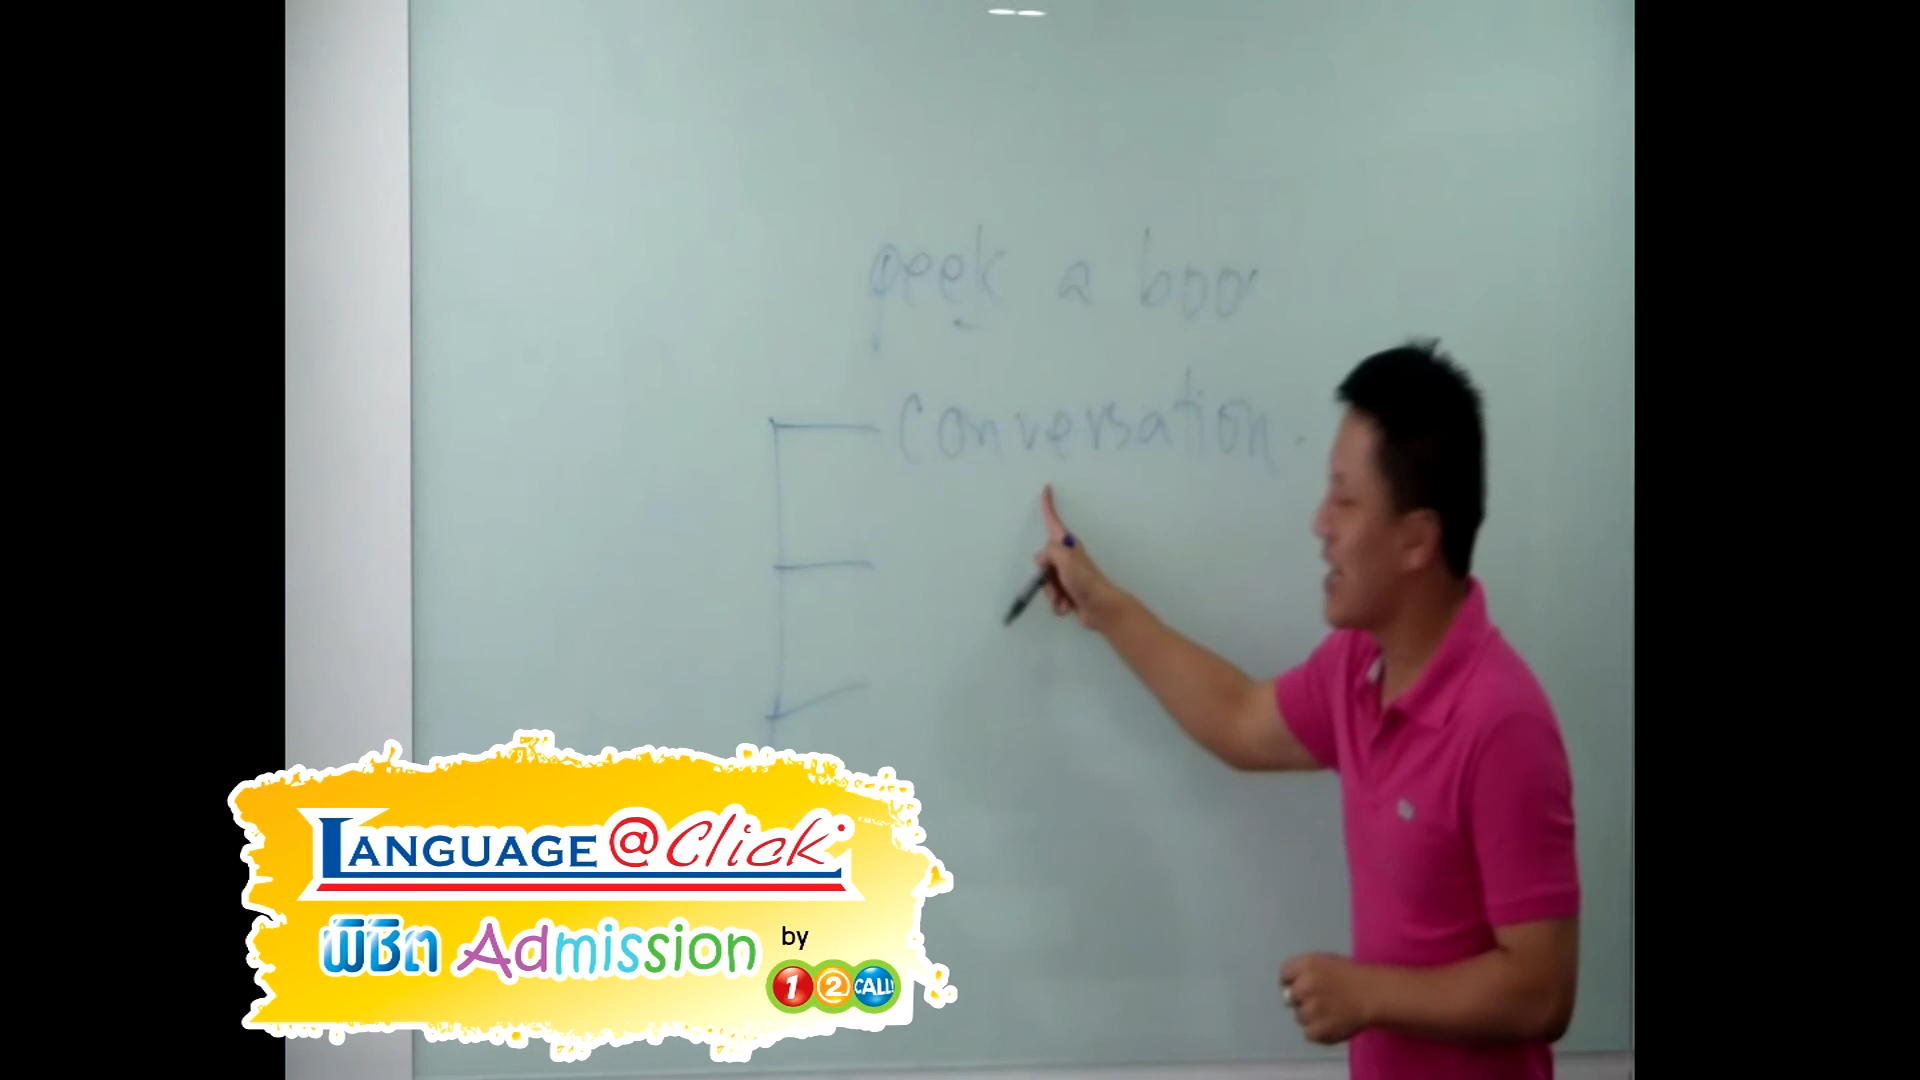 peek a boo
conversation.
LANGUAGE @Click
พิชิต Admission by
1 2 CALL!